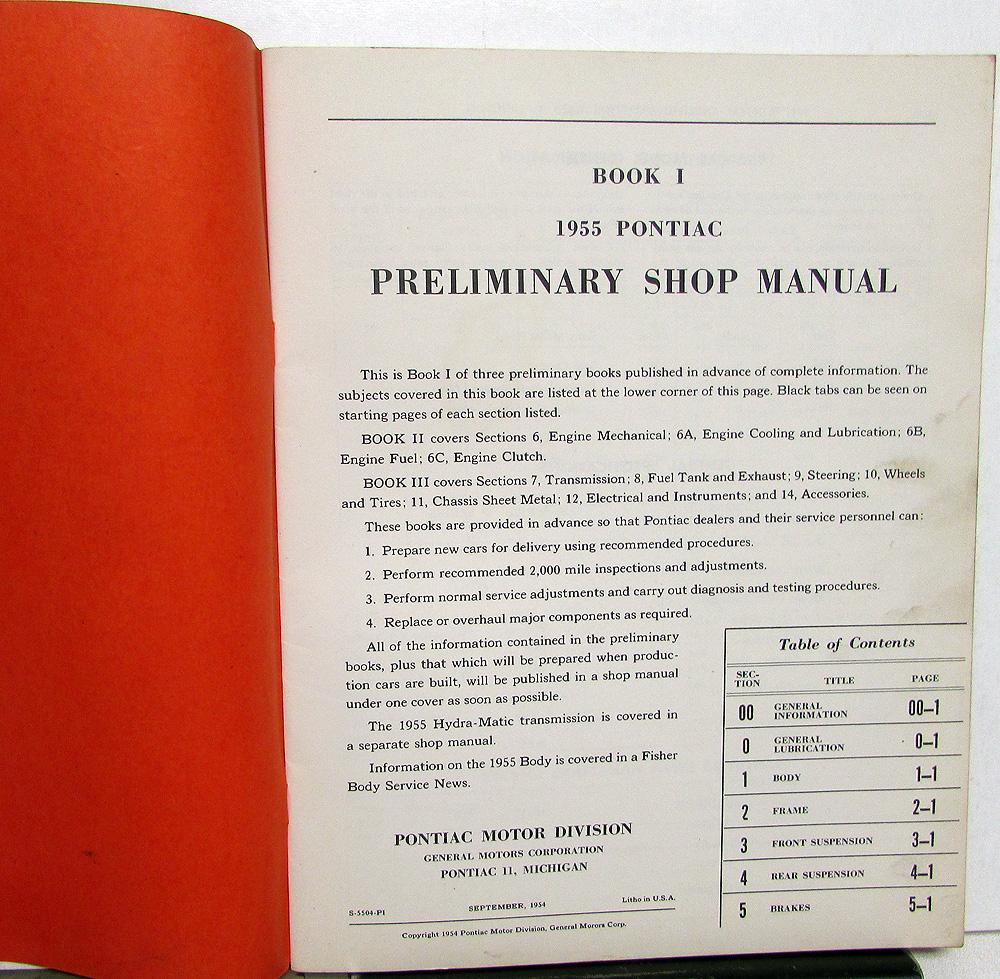 BOOK I
1955 PONTIAC
PRELIMINARY SHOP MANUAL
This is Book I of three preliminary books published in advance of complete information. The
subjects covered in this book are listed at the lower corner of this page. Black tabs can be seen on
starting pages of each section listed.
BOOK II covers Sections 6, Engine Mechanical; 6A, Engine Cooling and Lubrication; 6B,
Engine Fuel; 6C, Engine Clutch.
BOOK III covers Sections 7, Transmission; 8, Fuel Tank and Exhaust; 9, Steering; 10, Wheels
and Tires; 11, Chassis Sheet Metal; 12, Electrical and Instruments; and 14, Accessories.
These books are provided in advance so that Pontiac dealers and their service personnel can:
1. Prepare new cars for delivery using recommended procedures.
2. Perform recommended 2,000 mile inspections and adjustments.
3. Perform normal service adjustments and carry out diagnosis and testing procedures.
4. Replace or overhaul major components as required.
All of the information contained in the preliminary
books, plus that which will be prepared when produc-
tion cars are built, will be published in a shop manual
under one cover as soon as possible.
The 1955 Hydra-Matic transmission is covered in
a separate shop manual.
Information on the 1955 Body is covered in a Fisher
Body Service News.
PONTIAC MOTOR DIVISION
GENERAL MOTORS CORPORATION
PONTIAC 11, MICHIGAN
S-5504-P1 SEPTEMBER, 1954 Litho in U.S.A.
Copyright 1954 Pontiac Motor Division, General Motors Corp.
Table of Contents
SEC-
TION TITLE PAGE
00 GENERAL
INFORMATION 00–1
0 GENERAL
LUBRICATION 0–1
1 BODY 1–1
2 FRAME 2–1
3 FRONT SUSPENSION 3–1
4 REAR SUSPENSION 4–1
5 BRAKES 5–1